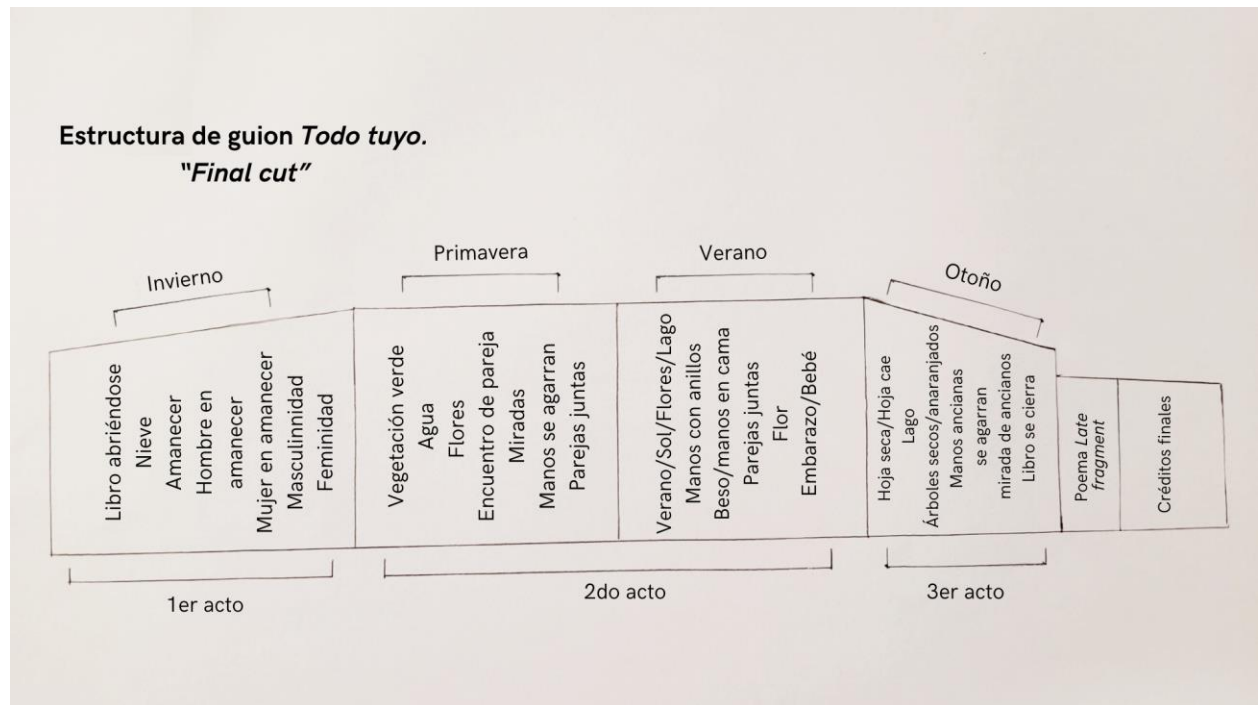 Estructura de guion Todo tuyo.
"Final cut"
Invierno
Libro abriéndose
Nieve
Amanecer
Hombre en
amanecer
Mujer en amanecer
Masculinnidad
Feminidad
Primavera
Vegetación verde
Agua
Flores
Encuentro de pareja
Miradas
Manos se agarran
Parejas juntas
Verano
Verano/Sol/Flores/Lago
Manos con anillos
Beso/manos en cama
Parejas juntas
Flor
Embarazo/Bebé
Otoño
Hoja seca/Hoja cae
Lago
Árboles secos/anaranjados
Manos ancianas
se agarran
mirada de ancianos
Libro se cierra
Poema Late
fragment
Créditos finales
1er acto
2do acto
3er acto